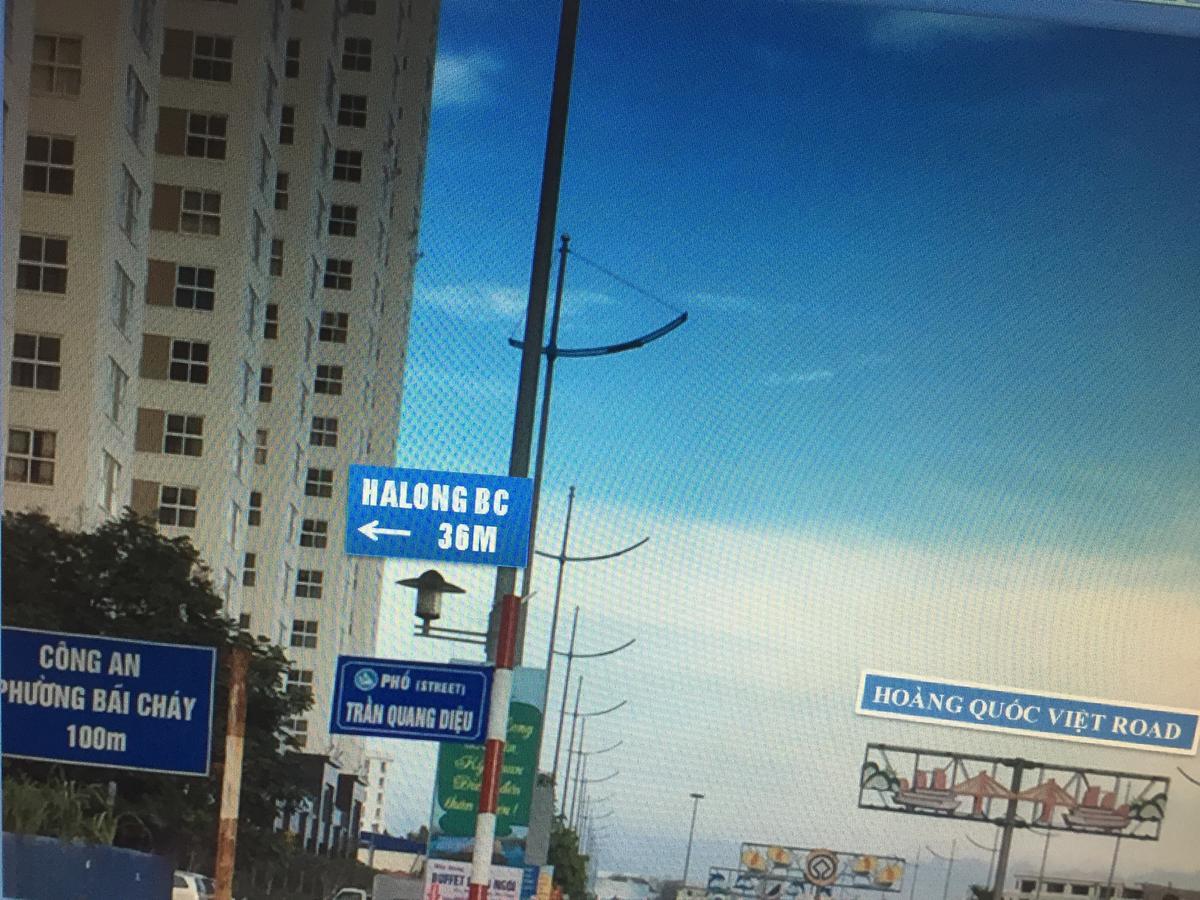 HALONG BC
← 36M
CÔNG AN
PHƯỜNG BÃI CHÁY
100m
PHỐ (STREET)
TRẦN QUANG DIỆU
HOÀNG QUỐC VIỆT ROAD
BUFFET
NGÓI